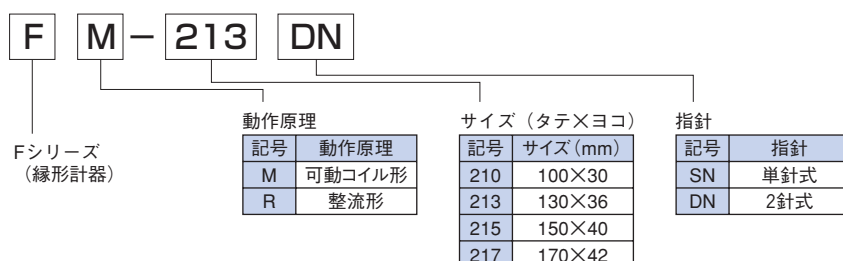 F M－213 DN
Fシリーズ
（縁形計器）
動作原理
記号 動作原理
M 可動コイル形
R 整流形
サイズ（タテ×ヨコ）
記号 サイズ（mm）
210 100×30
213 130×36
215 150×40
217 170×42
指針
記号 指針
SN 単針式
DN 2針式